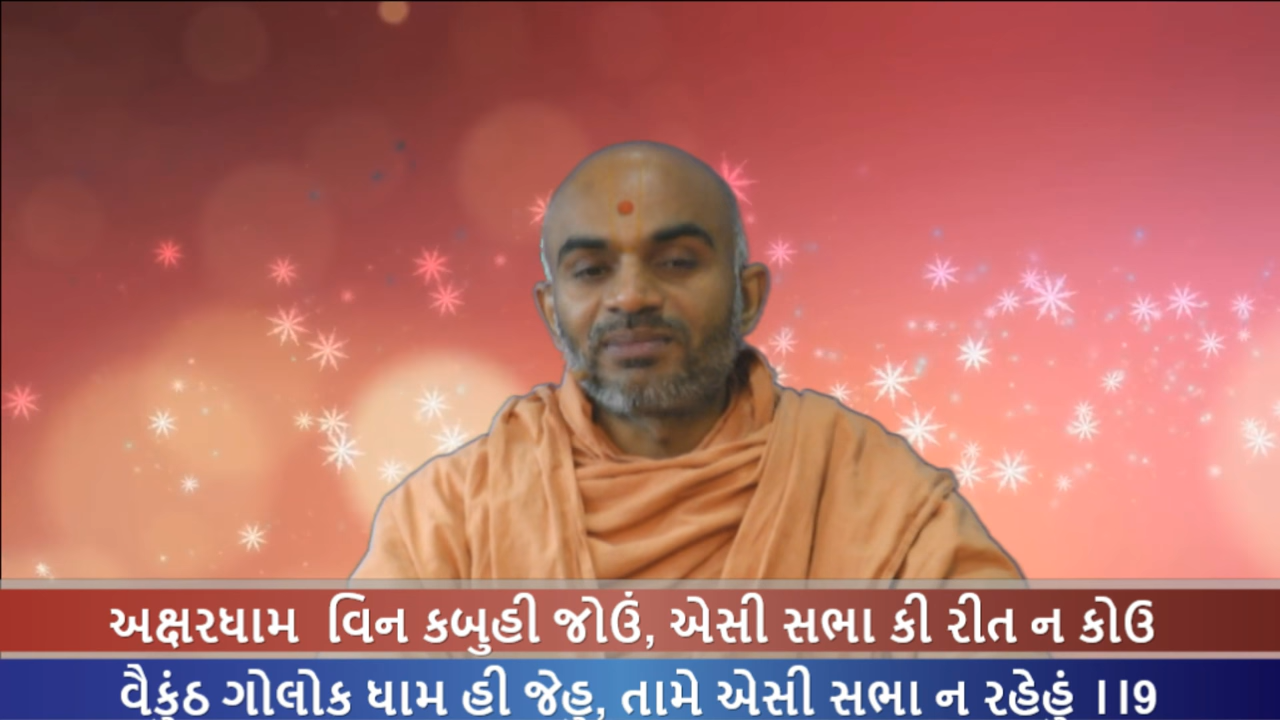 અક્ષરધામ વિન કબુહી જોઉં, એસી સભા કી રીત ન કોઉ
વૈકુંઠ ગોલોક ધામ હી જેહુ, તામે એસી સભા ન રહેહું ।।9